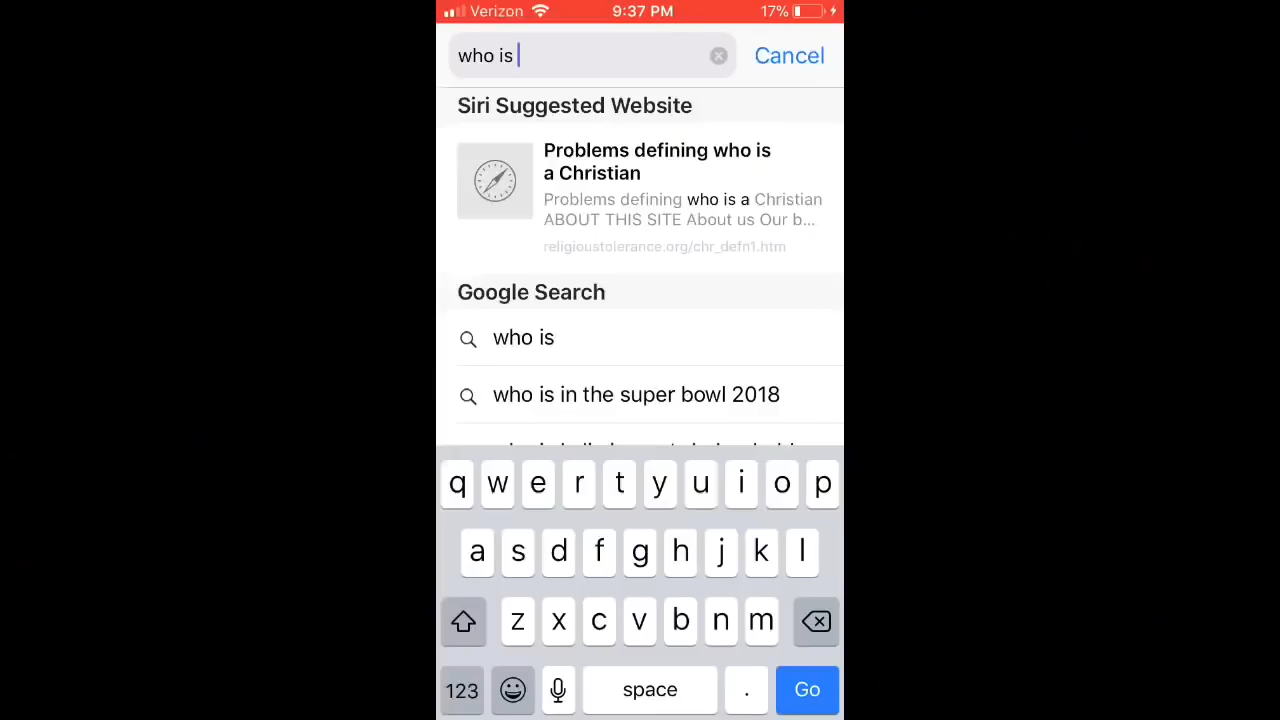 Verizon 9:37 PM 17%
who is
Cancel
Siri Suggested Website
Problems defining who is
a Christian
Problems defining who is a Christian
ABOUT THIS SITE About us Our b...
religioustolerance.org/chr_defn1.htm
Google Search
who is
who is in the super bowl 2018
q w e r t y u i o p
a s d f g h j k l
z x c v b n m
123 space . Go